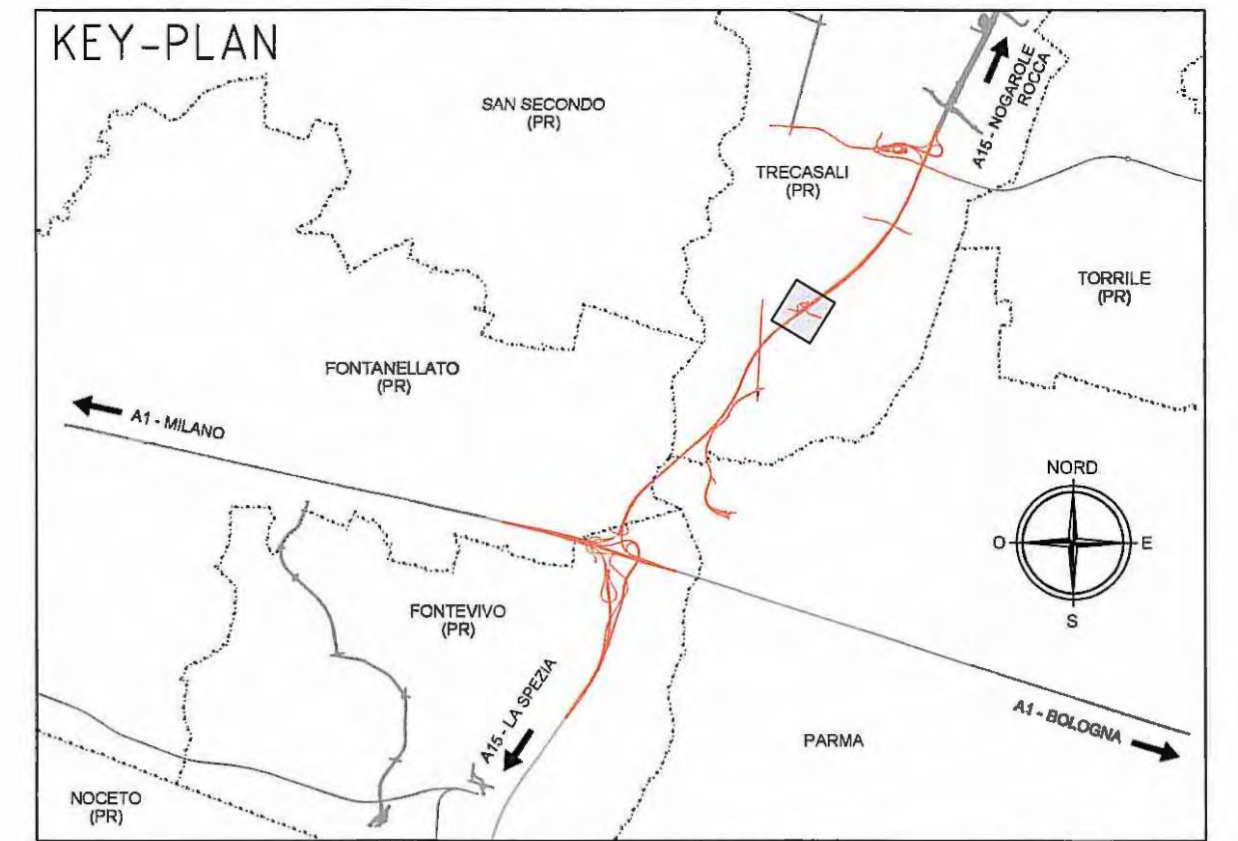 KEY-PLAN
SAN SECONDO
(PR)
A15 - NOGAROLE
ROCCA
TRECASALI
(PR)
TORRILE
(PR)
FONTANELLATO
(PR)
A1 - MILANO
NORD
O
E
S
FONTEVIVO
(PR)
A15 - LA SPEZIA
A1 - BOLOGNA
PARMA
NOCETO
(PR)